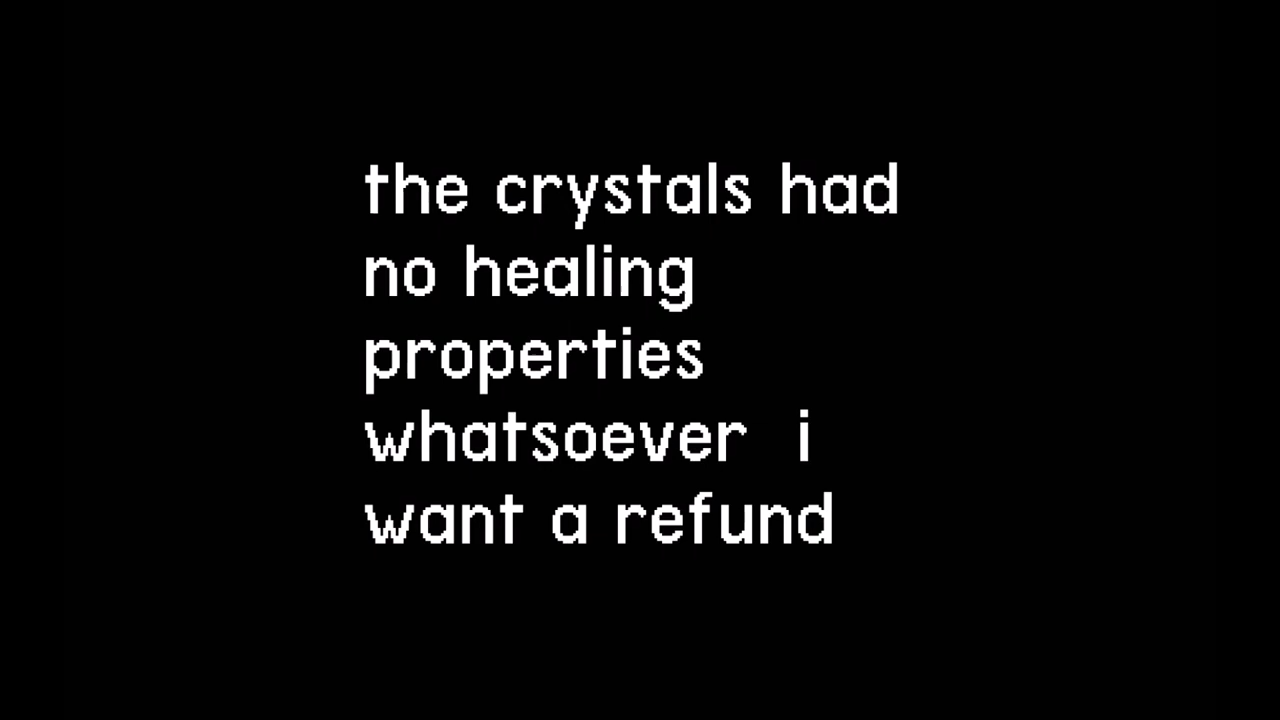 the crystals had
no healing
properties
whatsoever  i
want a refund